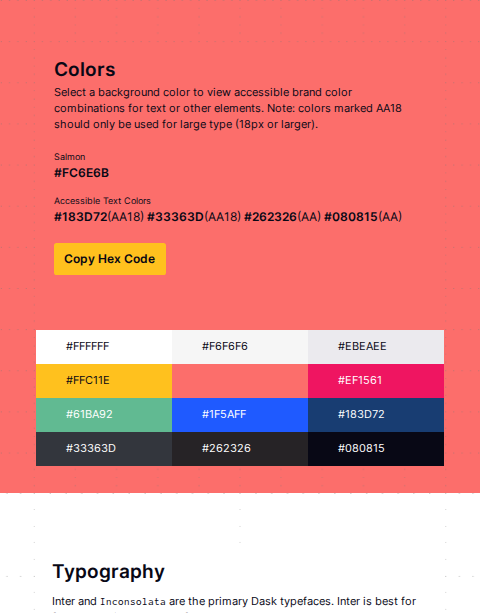 Colors
Select a background color to view accessible brand color
combinations for text or other elements. Note: colors marked AA18
should only be used for large type (18px or larger).
Salmon
#FC6E6B
Accessible Text Colors
#183D72(AA18) #33363D(AA18) #262326(AA) #080815(AA)
Copy Hex Code
#FFFFFF #F6F6F6 #EBEAEE
#FFC11E #EF1561
#61BA92 #1F5AFF #183D72
#33363D #262326 #080815
Typography
Inter and Inconsolata are the primary Dask typefaces. Inter is best for